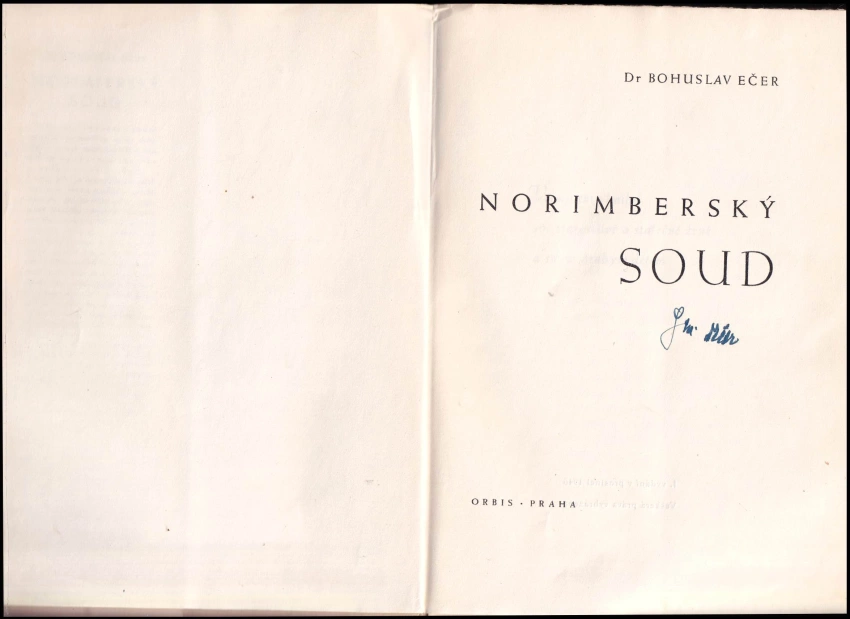 Dr BOHUSLAV EČER
NORIMBERSKÝ
SOUD
ORBIS · PRAHA